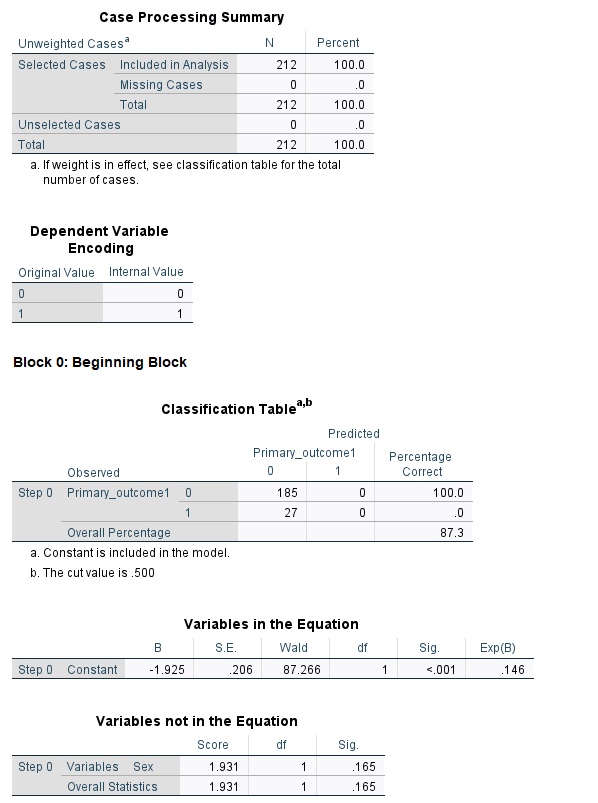 Case Processing Summary
Unweighted Casesa N Percent
Selected Cases Included in Analysis 212 100.0
Missing Cases 0 .0
Total 212 100.0
Unselected Cases 0 .0
Total 212 100.0
a. If weight is in effect, see classification table for the total
number of cases.
Dependent Variable
Encoding
Original Value Internal Value
0 0
1 1
Block 0: Beginning Block
Classification Tablea,b
Predicted
Primary_outcome1 Percentage
Observed 0 1 Correct
Step 0 Primary_outcome1 0 185 0 100.0
1 27 0 .0
Overall Percentage 87.3
a. Constant is included in the model.
b. The cut value is .500
Variables in the Equation
B S.E. Wald df Sig. Exp(B)
Step 0 Constant -1.925 .206 87.266 1 <.001 .146
Variables not in the Equation
Score df Sig.
Step 0 Variables Sex 1.931 1 .165
Overall Statistics 1.931 1 .165